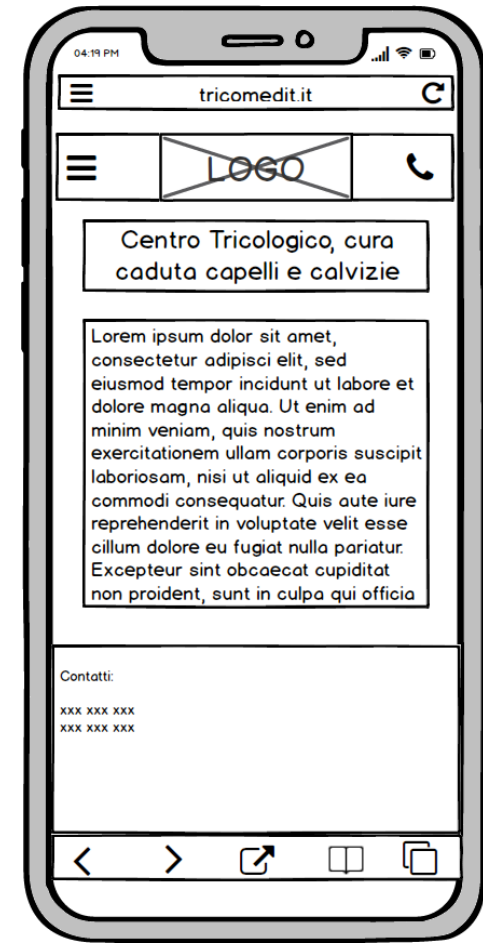 04:19 PM
tricomedit.it
LOGO
Centro Tricologico, cura
caduta capelli e calvizie
Lorem ipsum dolor sit amet,
consectetur adipisci elit, sed
eiusmod tempor incidunt ut labore et
dolore magna aliqua. Ut enim ad
minim veniam, quis nostrum
exercitationem ullam corporis suscipit
laboriosam, nisi ut aliquid ex ea
commodi consequatur. Quis aute iure
reprehenderit in voluptate velit esse
cillum dolore eu fugiat nulla pariatur.
Excepteur sint obcaecat cupiditat
non proident, sunt in culpa qui officia
Contatti:
xxx xxx xxx
xxx xxx xxx